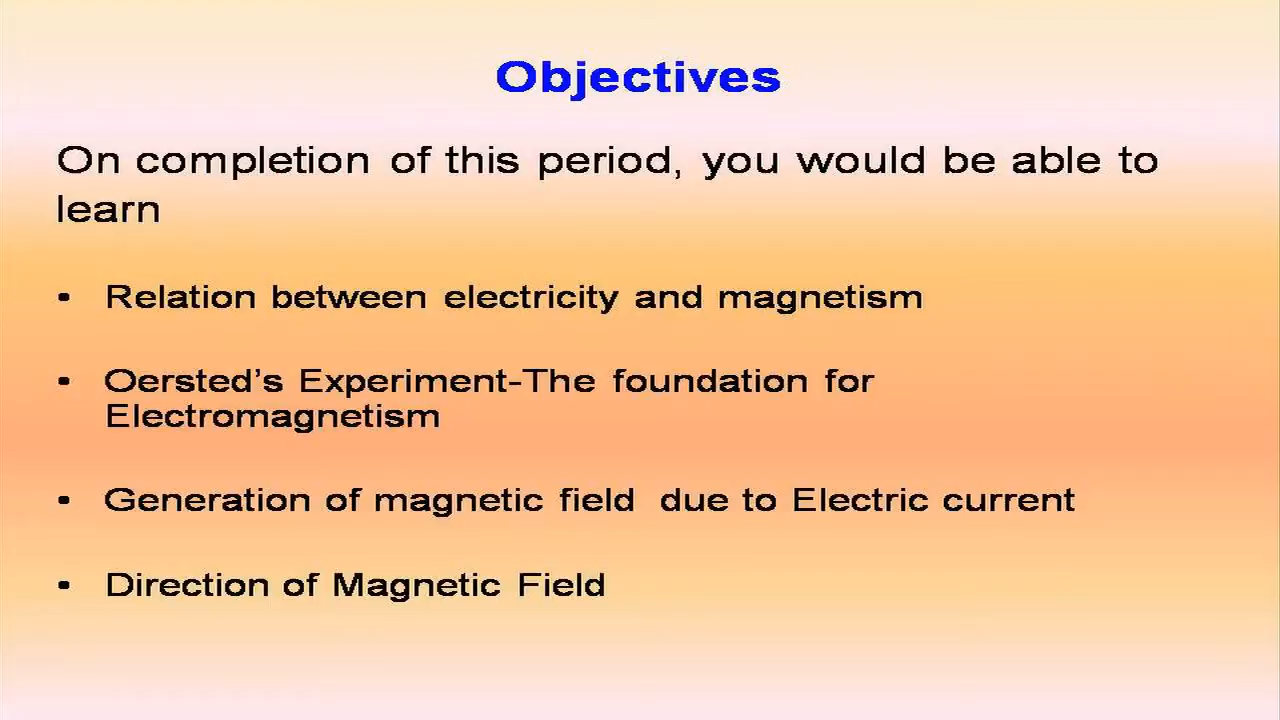 Objectives
On completion of this period, you would be able to
learn
• Relation between electricity and magnetism
• Oersted’s Experiment-The foundation for
Electromagnetism
• Generation of magnetic field  due to Electric current
• Direction of Magnetic Field